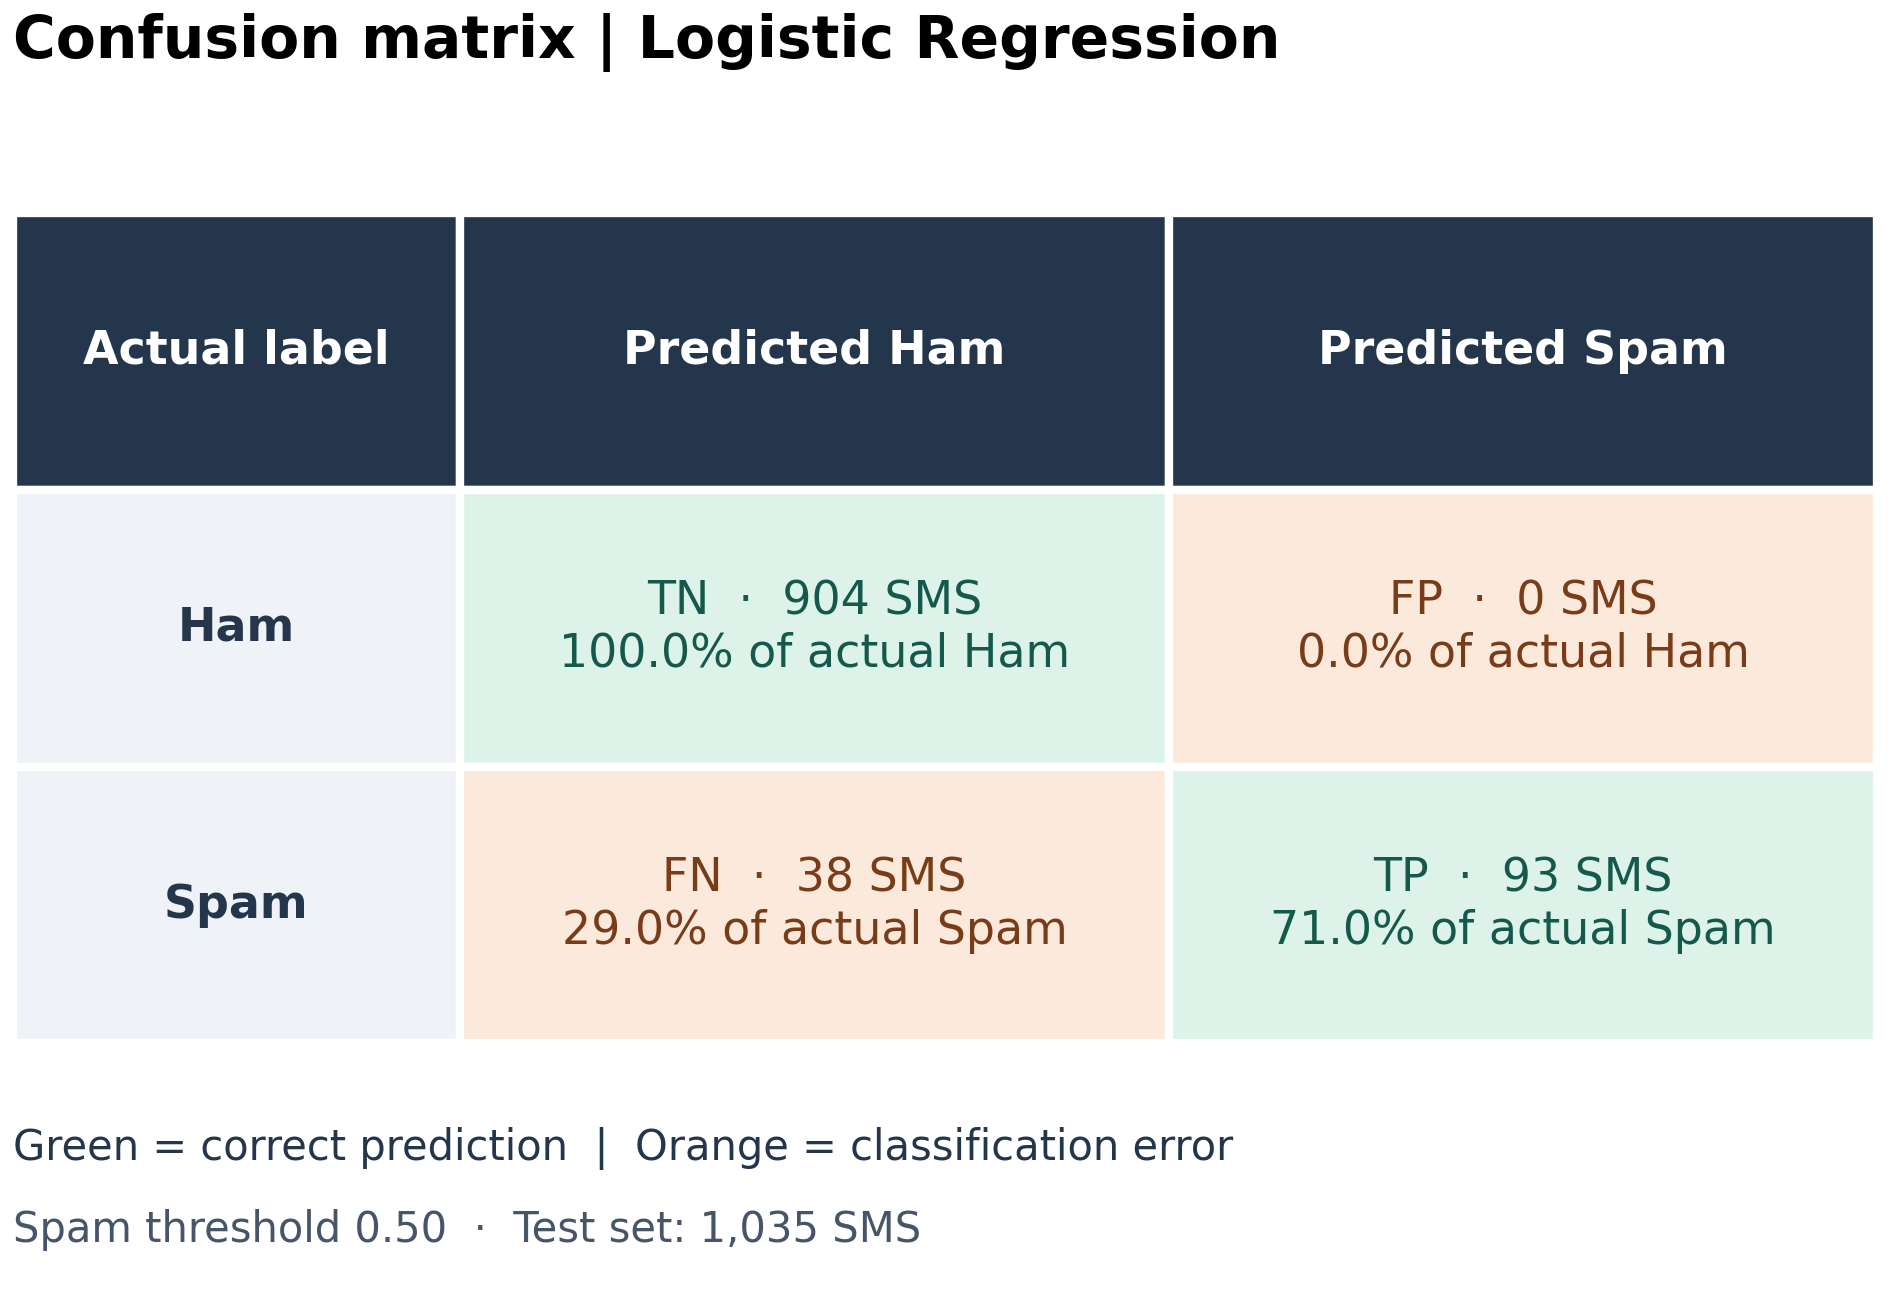 Confusion matrix | Logistic Regression
Actual label
Predicted Ham
Predicted Spam
Ham
TN · 904 SMS
100.0% of actual Ham
FP · 0 SMS
0.0% of actual Ham
Spam
FN · 38 SMS
29.0% of actual Spam
TP · 93 SMS
71.0% of actual Spam
Green = correct prediction | Orange = classification error
Spam threshold 0.50 · Test set: 1,035 SMS